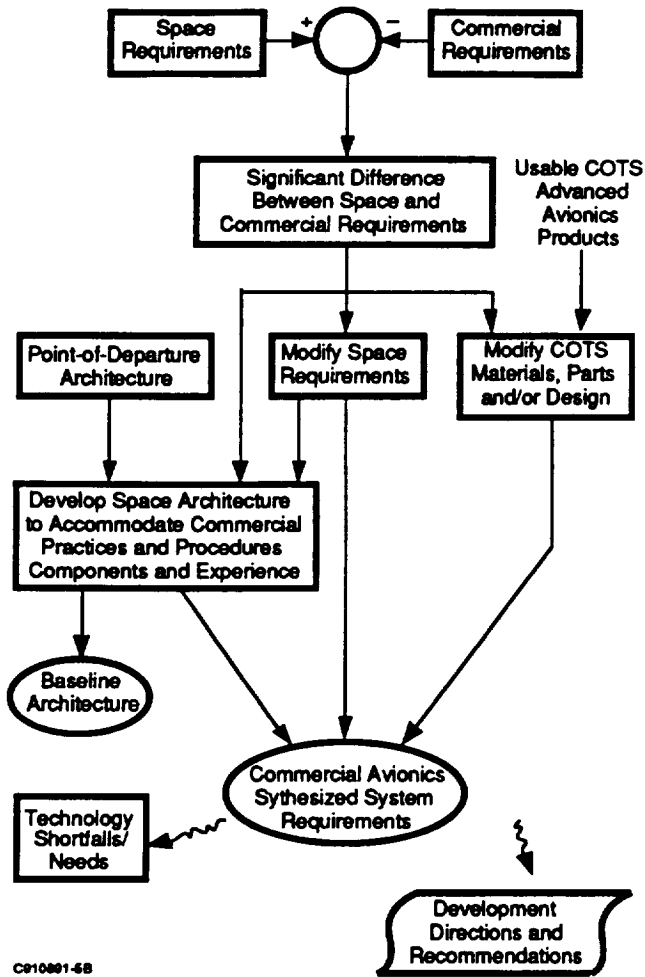 Space
Requirements
+
−
Commercial
Requirements
Significant Difference
Between Space and
Commercial Requirements
Usable COTS
Advanced
Avionics
Products
Point-of-Departure
Architecture
Modify Space
Requirements
Modify COTS
Materials, Parts
and/or Design
Develop Space Architecture
to Accommodate Commercial
Practices and Procedures
Components and Experience
Baseline
Architecture
Commercial Avionics
Sythesized System
Requirements
Technology
Shortfalls/
Needs
Development
Directions and
Recommendations
C910891-5B